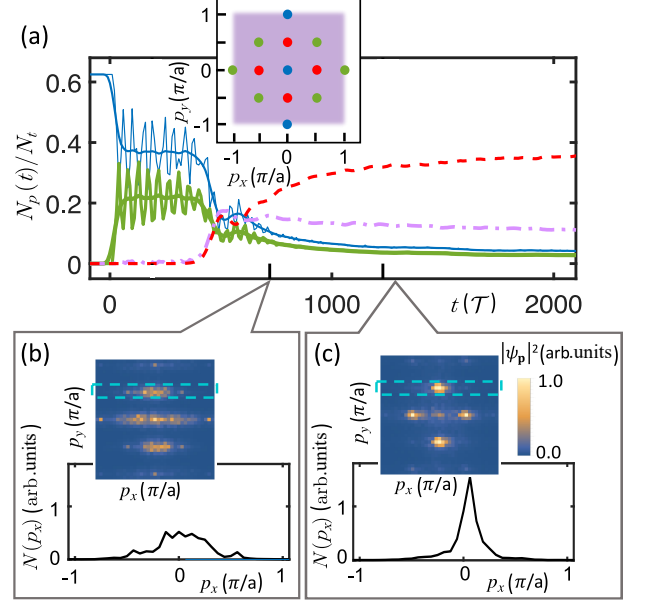 (a)
1
0
-1
p_y(π/a)
-1
0
1
p_x(π/a)
0.6
0.4
0.2
0
N_p(t)/N_t
0
1000
2000
t(𝒯)
(b)
p_y(π/a)
p_x(π/a)
N(p_x)(arb.units)
1
0
-1
0
1
p_x(π/a)
(c)
|ψ_𝐩|²(arb.units)
1.0
0.0
p_y(π/a)
p_x(π/a)
N(p_x)(arb.units)
1
0
-1
0
1
p_x(π/a)